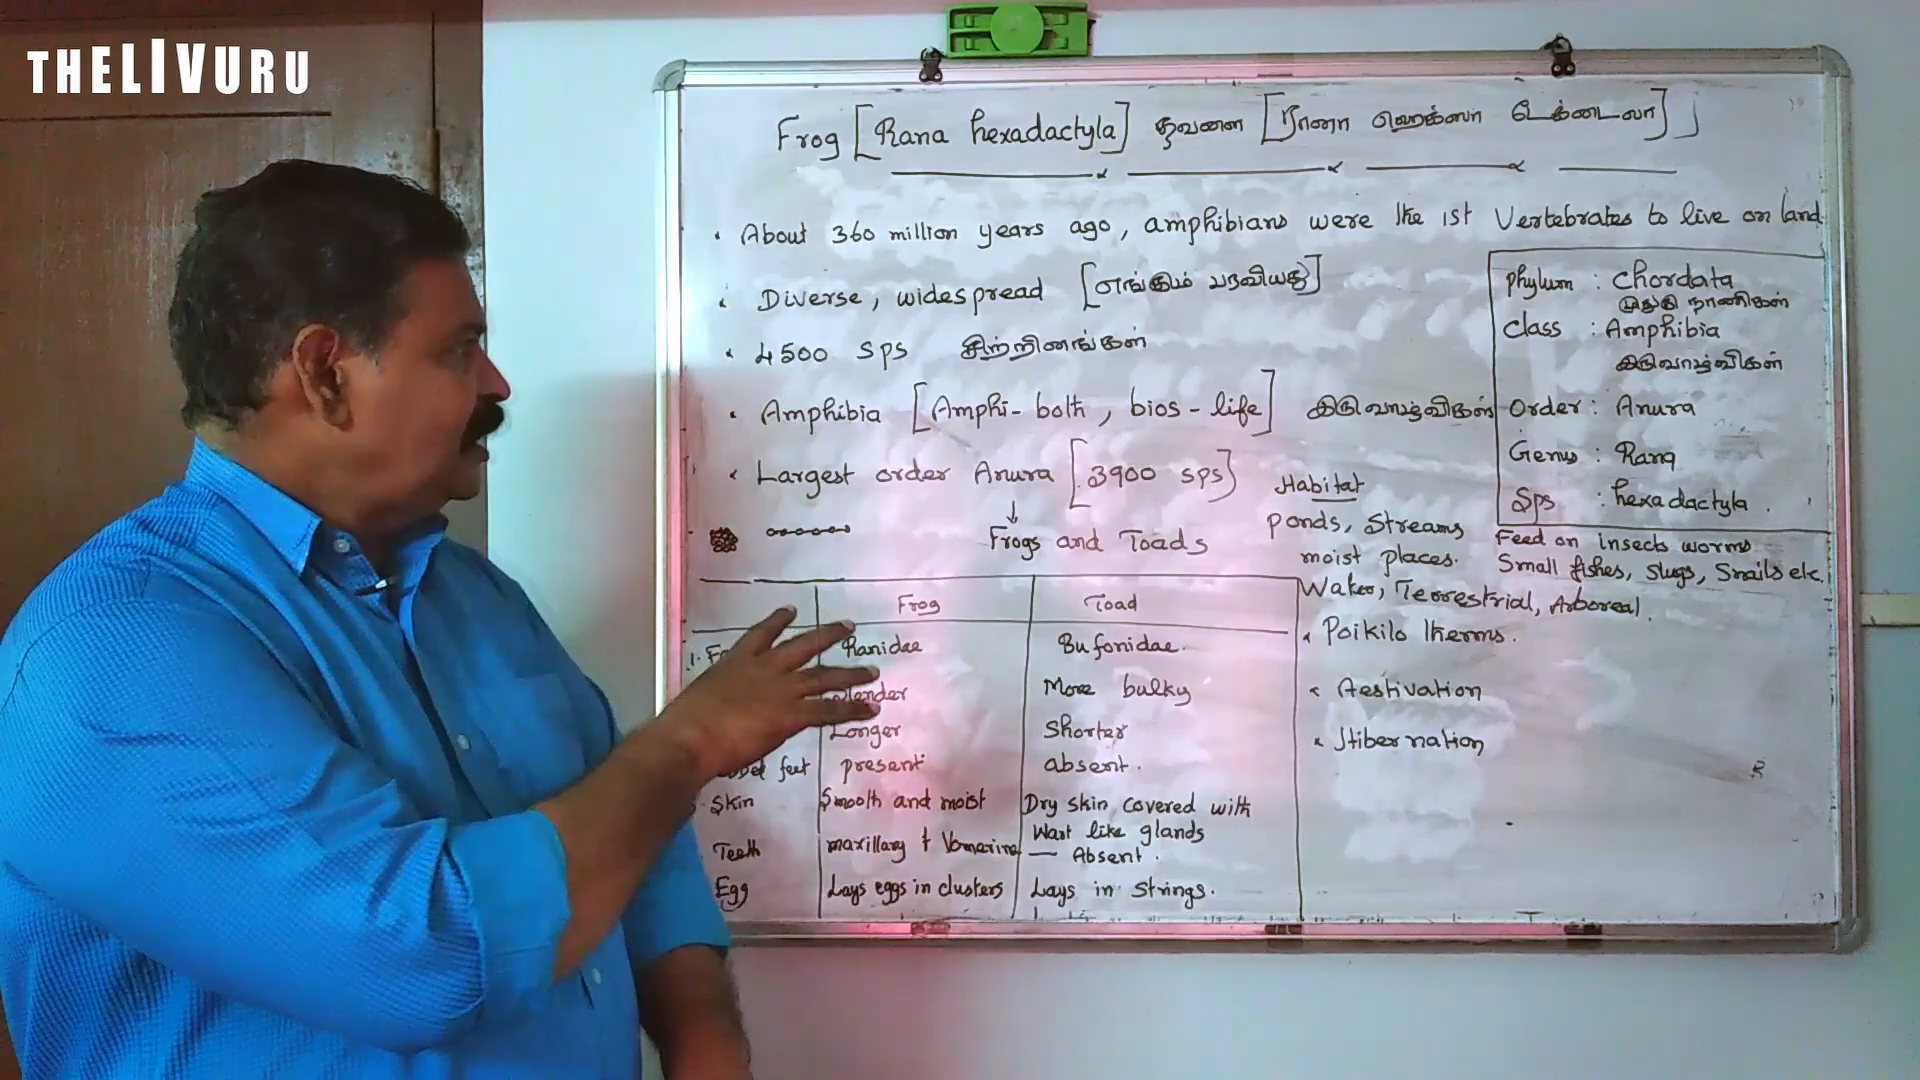 THELIVURU
Frog [Rana hexadactyla] தவளை [ரானா ஹெக்ஸா டேக்டைலா]
About 360 million years ago, amphibians were the 1st Vertebrates to live on land
Diverse, widespread [எங்கும் பரவியது]
4500 sps சிற்றினங்கள்
Amphibia [Amphi- both, bios - life] இருவாழ்விகள்
Largest order Anura [3900 sps]
↓
Frogs and Toads
Phylum : Chordata
முதுகு நாணிகள்
Class : Amphibia
இருவாழ்விகள்
Order : Anura
Genus : Rana
Sps : hexadactyla.
Habitat
Ponds, Streams
moist places.
Feed on insects worms
Small fishes, Slugs, Snails etc.
Water, Terrestrial, Arboreal.
Poikilo therms.
Aestivation
Hibernation
Frog Toad
1. Ranidae Bufonidae.
Slender More bulky
Longer Shorter
feet present absent.
Skin Smooth and moist Dry skin covered with
Wart like glands
Teeth maxillary & Vomerine — Absent.
Egg Lays eggs in clusters Lays in strings.